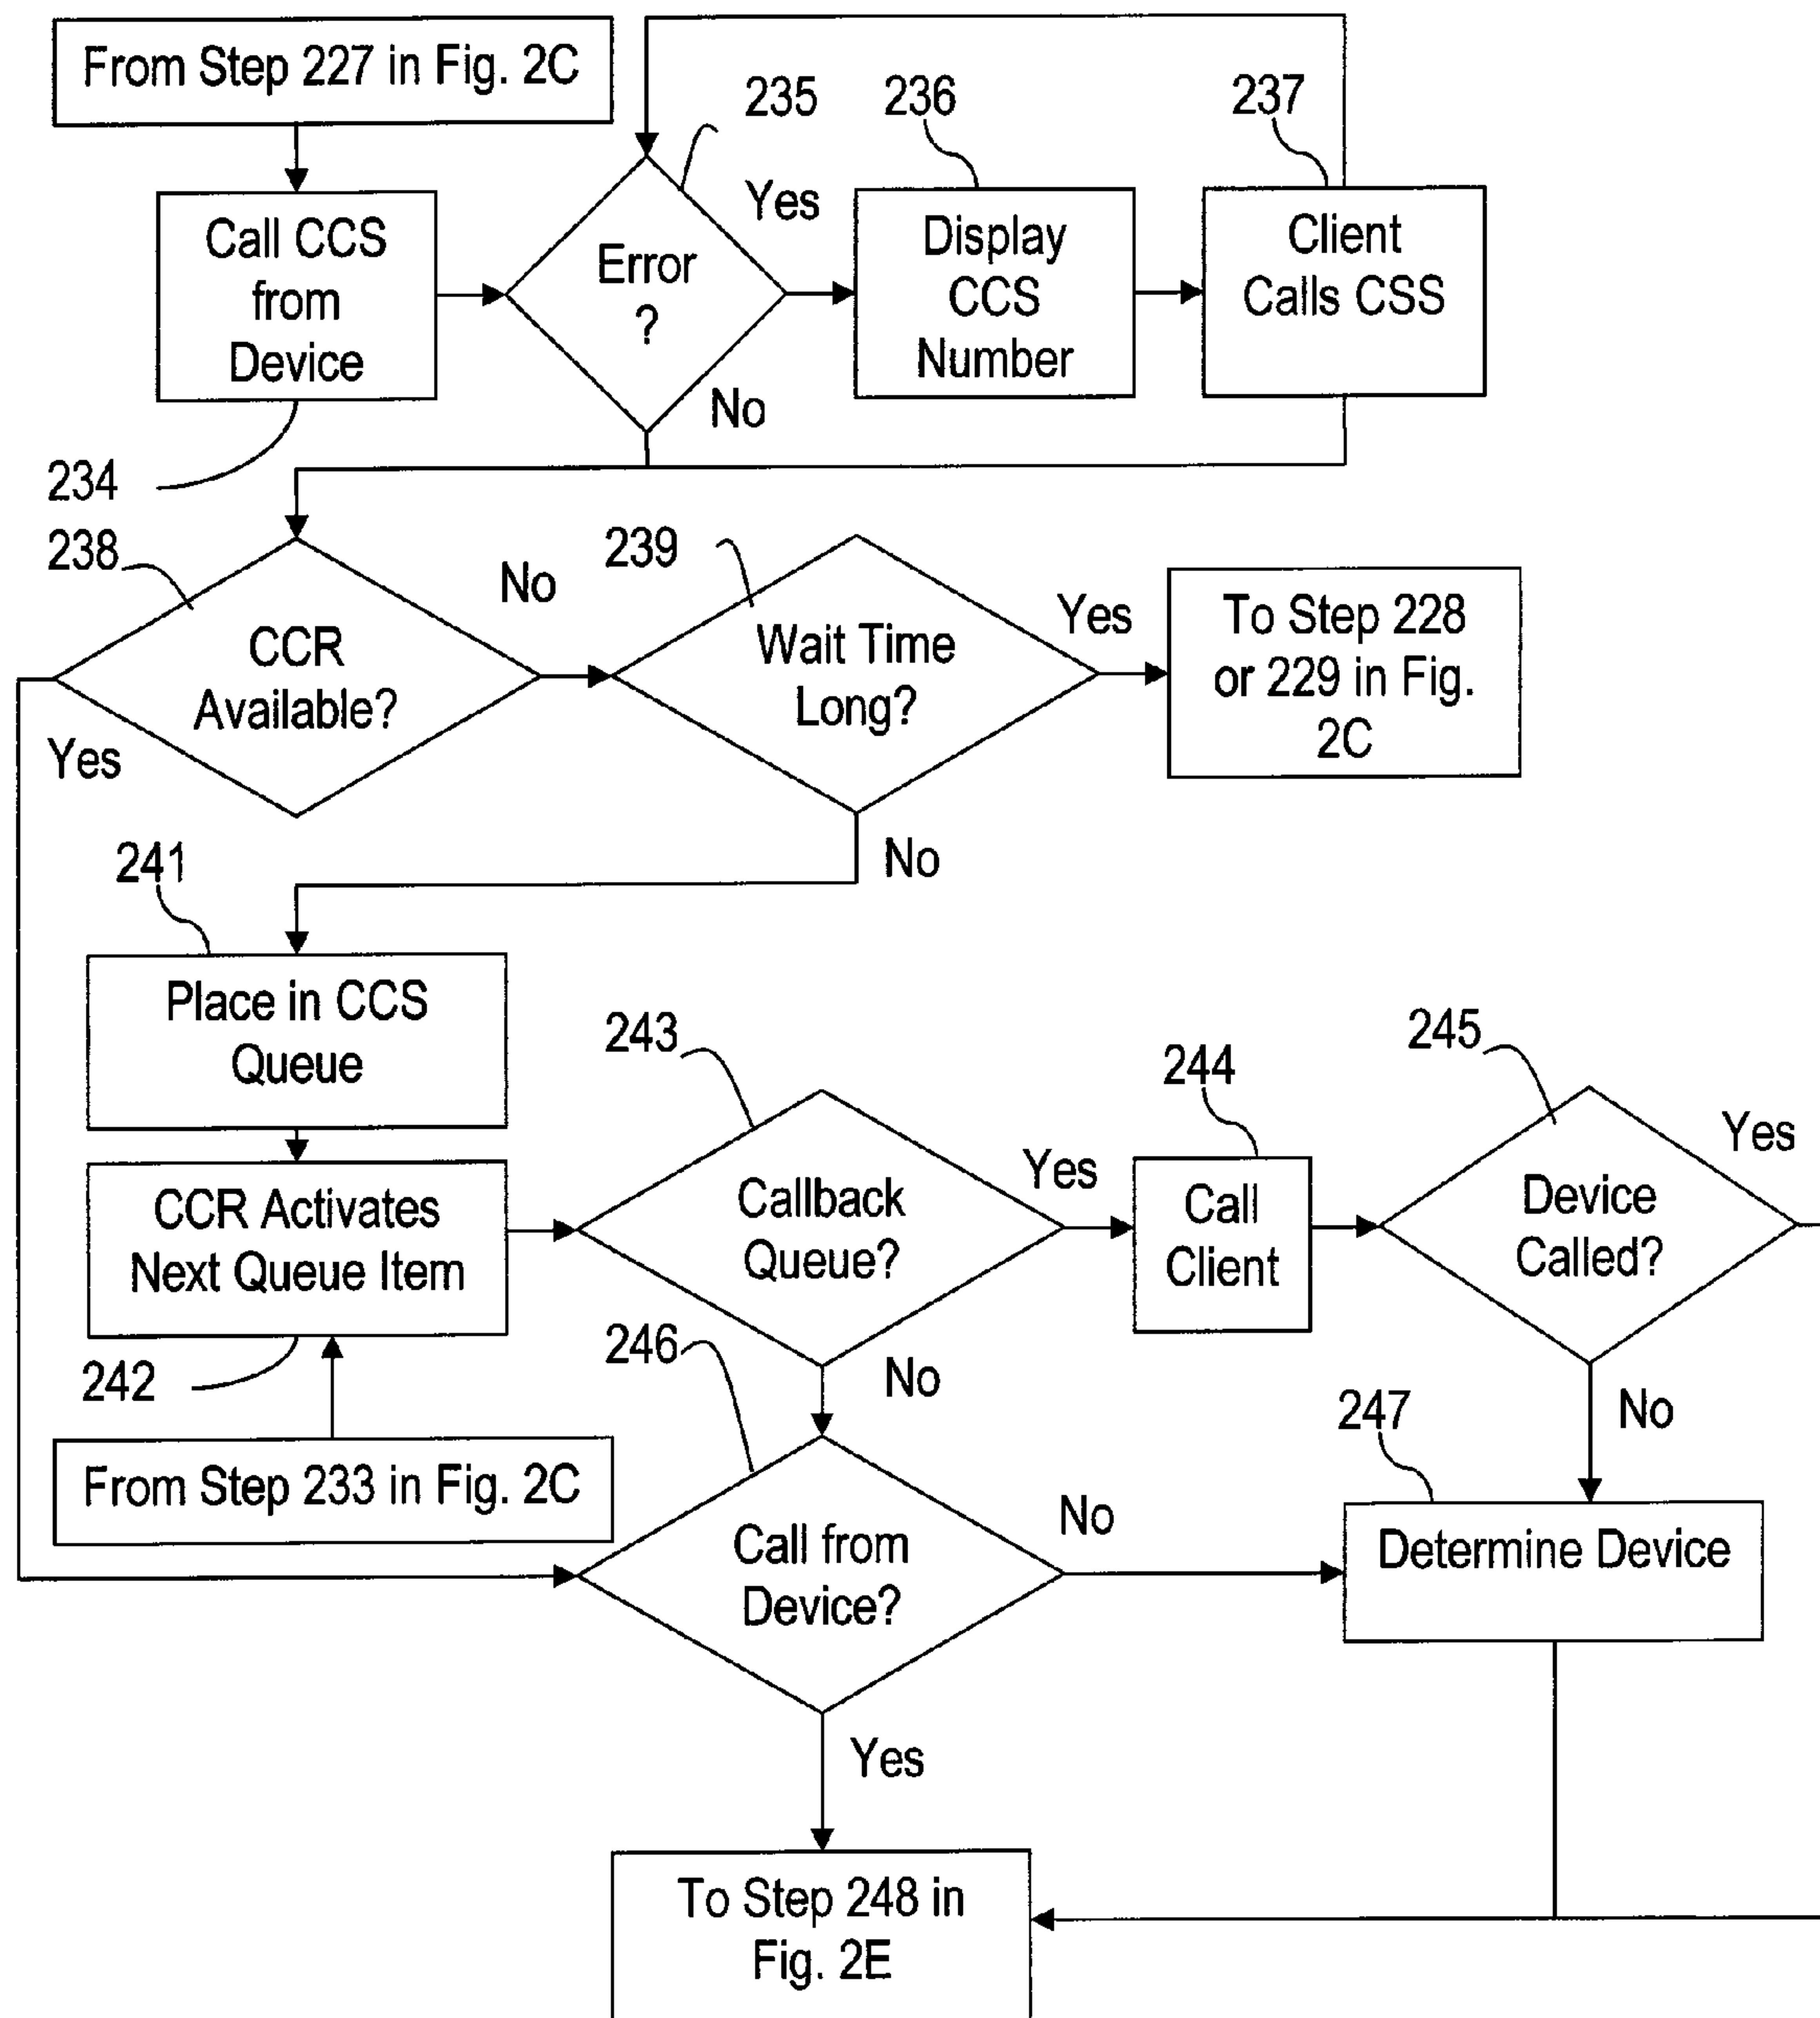 From Step 227 in Fig. 2C
235
236
237
Call CCS
from
Device
Error
?
Yes
Display
CCS
Number
Client
Calls CSS
No
234
238
No
239
CCR
Available?
Wait Time
Long?
Yes
To Step 228
or 229 in Fig.
2C
Yes
No
241
Place in CCS
Queue
243
244
245
CCR Activates
Next Queue Item
Callback
Queue?
Yes
Call
Client
Device
Called?
Yes
242
246
No
No
247
From Step 233 in Fig. 2C
Call from
Device?
No
Determine Device
Yes
To Step 248 in
Fig. 2E